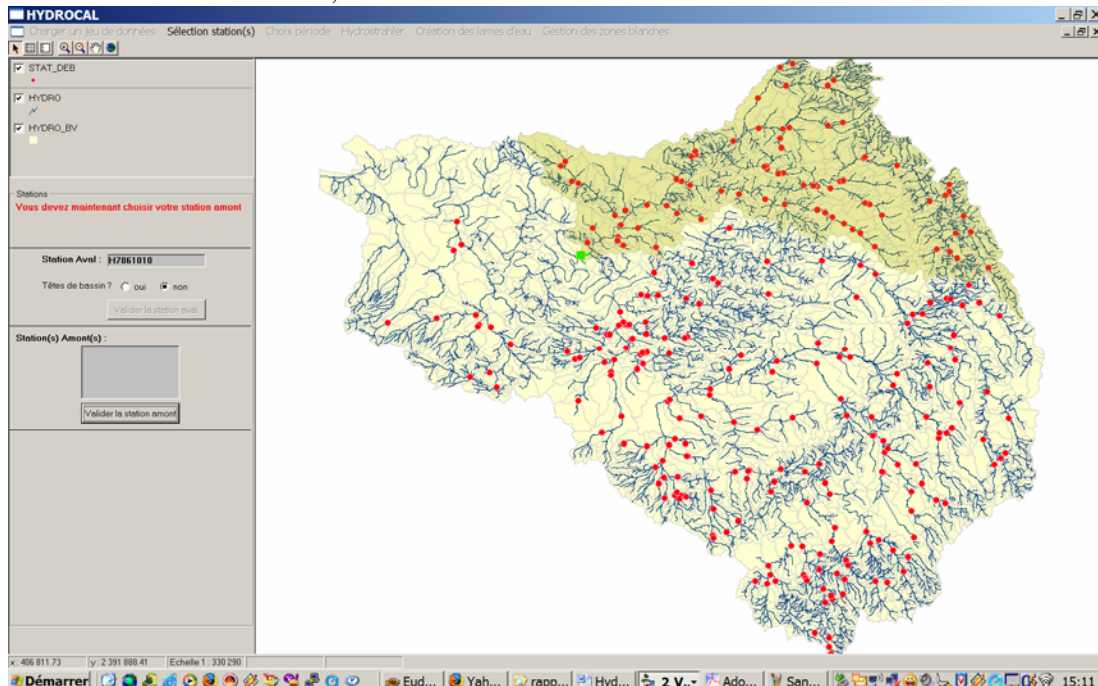 HYDROCAL
Charger un jeu de données Sélection station(s) Choix période Hydrostrahler Création des lames d'eau Gestion des zones blanches
STAT_DEB
HYDRO
HYDRO_BV
Stations
Vous devez maintenant choisir votre station amont
Station Aval : H7861010
Têtes de bassin ? oui non
Valider la station aval
Station(s) Amont(s) :
Valider la station amont
x : 406 811.73 y : 2 391 888.41 Echelle 1 : 330 290
Démarrer Eud... Yah... rapp... Hyd... 2 V... Ado... San... 15:11